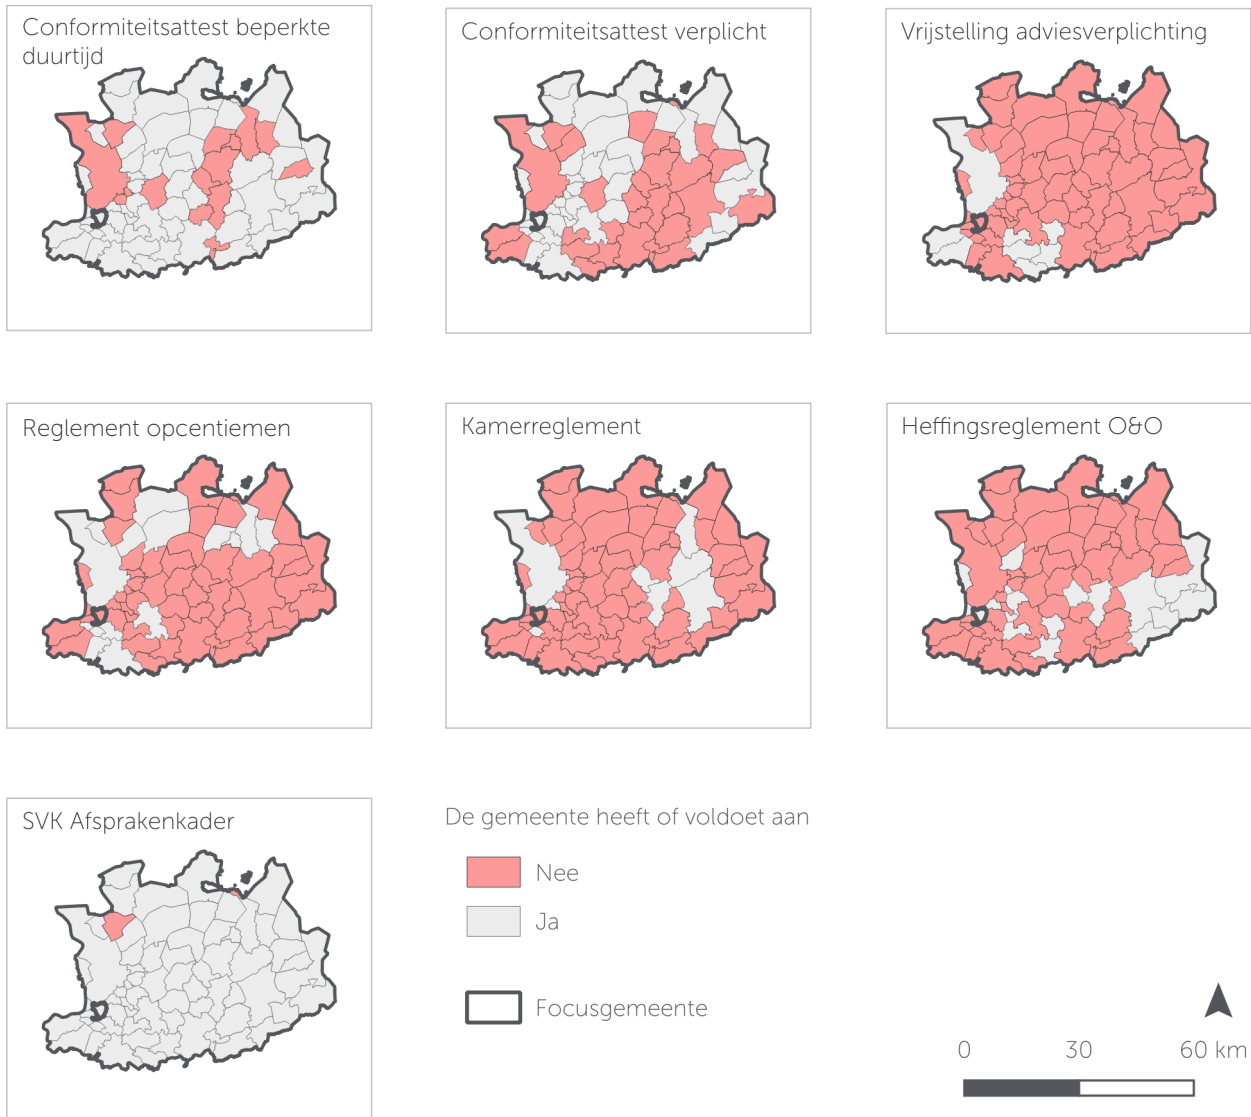 Conformiteitsattest beperkte
duurtijd
Conformiteitsattest verplicht
Vrijstelling adviesverplichting
Reglement opcentiemen
Kamerreglement
Heffingsreglement O&O
SVK Afsprakenkader
De gemeente heeft of voldoet aan
Nee
Ja
Focusgemeente
0 30 60 km